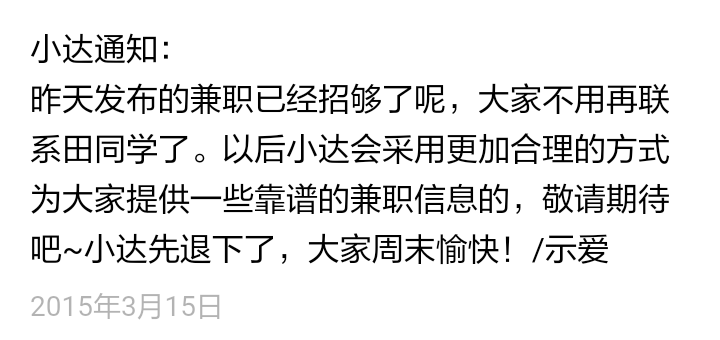 小达通知：
昨天发布的兼职已经招够了呢，大家不用再联
系田同学了。以后小达会采用更加合理的方式
为大家提供一些靠谱的兼职信息的，敬请期待
吧~小达先退下了，大家周末愉快！/示爱
2015年3月15日